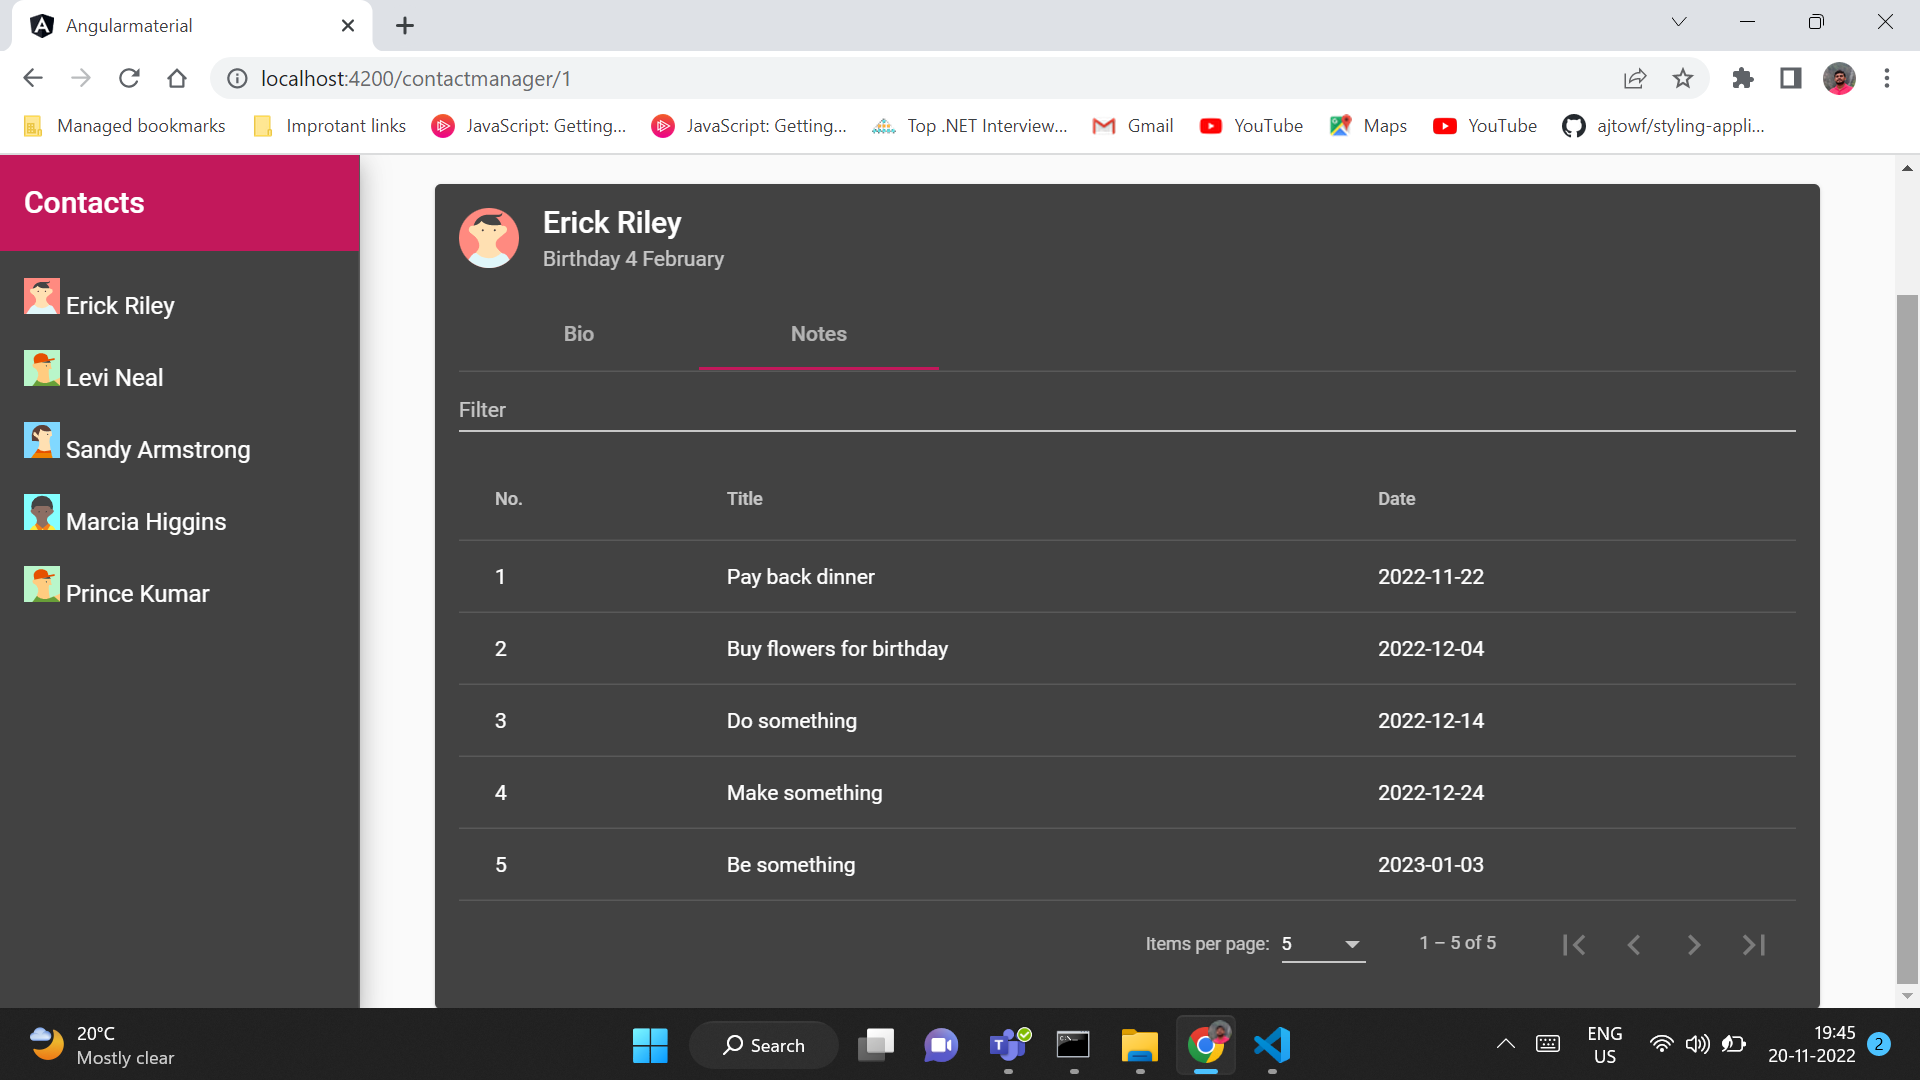 Angularmaterial
localhost:4200/contactmanager/1
Managed bookmarks Improtant links JavaScript: Getting... JavaScript: Getting... Top .NET Interview... Gmail YouTube Maps YouTube ajtowf/styling-appli...
Contacts
Erick Riley
Levi Neal
Sandy Armstrong
Marcia Higgins
Prince Kumar
Erick Riley
Birthday 4 February
Bio Notes
Filter
No. Title Date
1 Pay back dinner 2022-11-22
2 Buy flowers for birthday 2022-12-04
3 Do something 2022-12-14
4 Make something 2022-12-24
5 Be something 2023-01-03
Items per page: 5 1 – 5 of 5
20°C
Mostly clear
Search
ENG
US
19:45
20-11-2022
2